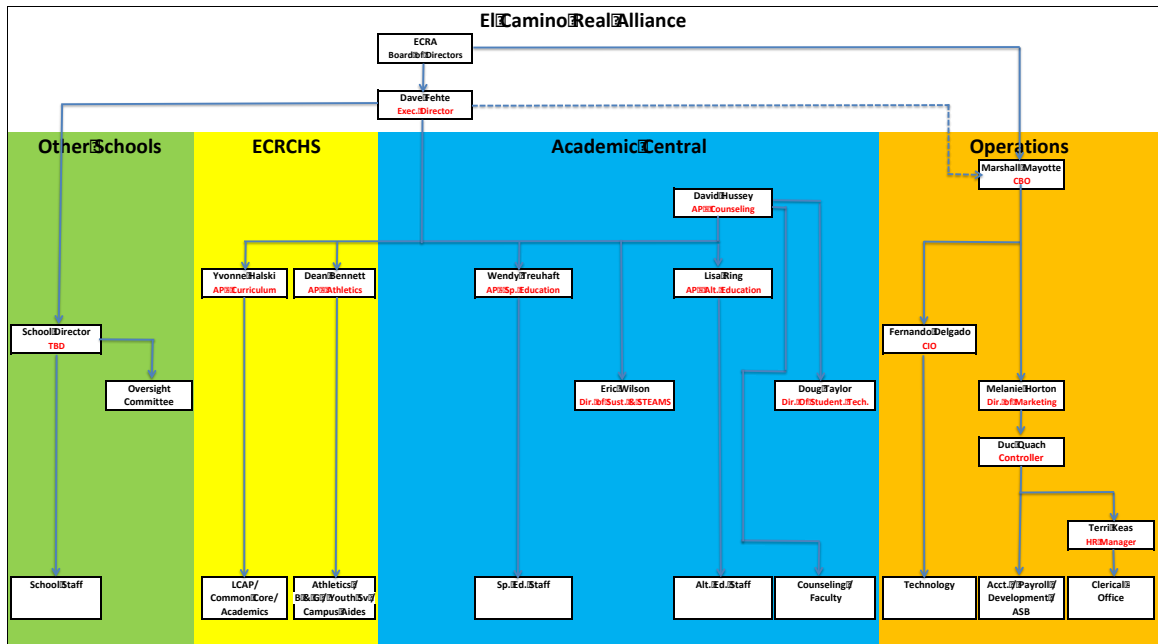 El Camino Real Alliance
ECRA
Board of Directors
Dave Fehte
Exec. Director
Other Schools
ECRCHS
Academic Central
Operations
Marshall Mayotte
CBO
David Hussey
AP Counseling
Yvonne Halski
AP Curriculum
Dean Bennett
AP Athletics
Wendy Treuhaft
AP Sp. Education
Lisa Ring
AP Alt. Education
School Director
TBD
Fernando Delgado
CIO
Oversight
Committee
Eric Wilson
Dir. of Sust. & STEAMS
Doug Taylor
Dir. Of Student Tech.
Melanie Horton
Dir. of Marketing
Duc Quach
Controller
Terri Keas
HR Manager
School Staff
LCAP/
Common Core/
Academics
Athletics /
B & G / Youth Sv /
Campus Aides
Sp. Ed. Staff
Alt. Ed. Staff
Counseling /
Faculty
Technology
Acct. / Payroll /
Development /
ASB
Clerical
Office